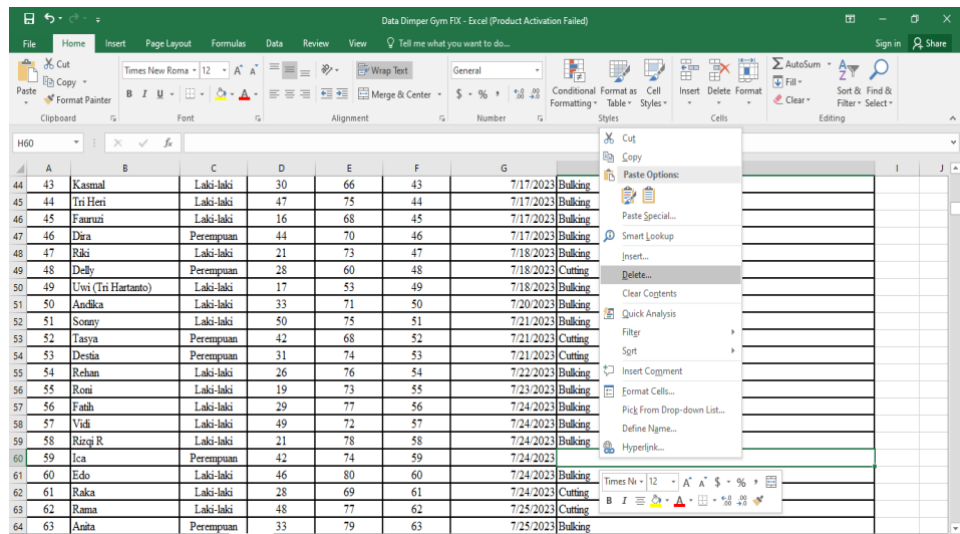 Data Dimper Gym FIX - Excel (Product Activation Failed)
File Home Insert Page Layout Formulas Data Review View Tell me what you want to do... Sign in Share
Cut
Copy
Format Painter
Paste
Clipboard
Times New Roma 12
B I U
Font
Wrap Text
Merge & Center
Alignment
General
$ % ,
Number
Conditional Formatting
Format as Table
Cell Styles
Styles
Insert Delete Format
Cells
AutoSum
Fill
Clear
Sort & Filter
Find & Select
Editing
H60 fx
A B C D E F G I J
44 43 Kasmal Laki-laki 30 66 43 7/17/2023 Bulking
45 44 Tri Heri Laki-laki 47 75 44 7/17/2023 Bulking
46 45 Fauruzi Laki-laki 16 68 45 7/17/2023 Bulking
47 46 Dira Perempuan 44 70 46 7/17/2023 Bulking
48 47 Riki Laki-laki 21 73 47 7/18/2023 Bulking
49 48 Delly Perempuan 28 60 48 7/18/2023 Cutting
50 49 Uwi (Tri Hartanto) Laki-laki 17 53 49 7/18/2023 Bulking
51 50 Andika Laki-laki 33 71 50 7/20/2023 Bulking
52 51 Sonny Laki-laki 50 75 51 7/21/2023 Bulking
53 52 Tasya Perempuan 42 68 52 7/21/2023 Cutting
54 53 Destia Perempuan 31 74 53 7/21/2023 Cutting
55 54 Rehan Laki-laki 26 76 54 7/22/2023 Bulking
56 55 Roni Laki-laki 19 73 55 7/23/2023 Bulking
57 56 Fatih Laki-laki 29 77 56 7/24/2023 Bulking
58 57 Vidi Laki-laki 49 72 57 7/24/2023 Bulking
59 58 Rizqi R Laki-laki 21 78 58 7/24/2023 Bulking
60 59 Ica Perempuan 42 74 59 7/24/2023
61 60 Edo Laki-laki 46 80 60 7/24/2023 Bulking
62 61 Raka Laki-laki 28 69 61 7/24/2023 Cutting
63 62 Rama Laki-laki 48 77 62 7/25/2023 Cutting
64 63 Anita Perempuan 33 79 63 7/25/2023 Bulking
Cut
Copy
Paste Options:
Paste Special...
Smart Lookup
Insert...
Delete...
Clear Contents
Quick Analysis
Filter
Sort
Insert Comment
Format Cells...
Pick From Drop-down List...
Define Name...
Hyperlink...
Times Ne 12 A A $ % ,
B I A